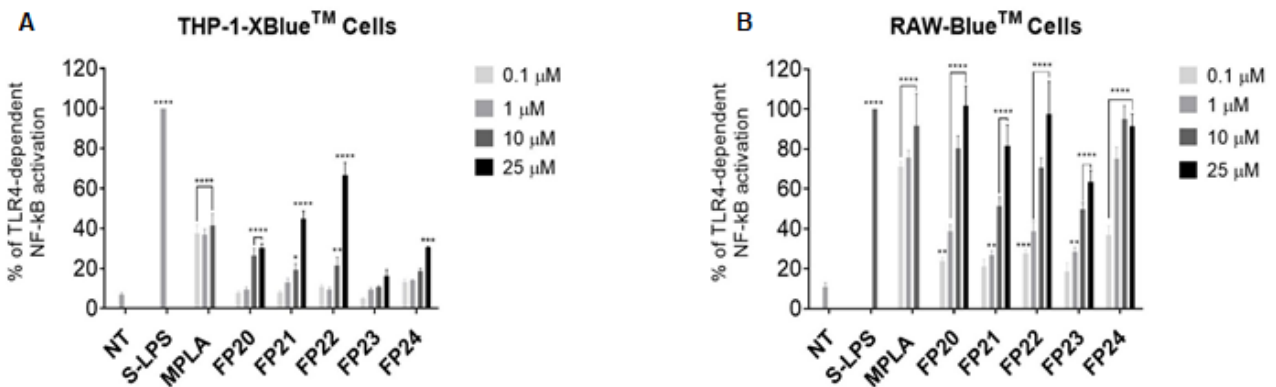 A
THP-1-XBlue™ Cells
% of TLR4-dependent
NF-kB activation
120
100
80
60
40
20
0
****
****
****
*
****
**
****
***
NT
S-LPS
MPLA
FP20
FP21
FP22
FP23
FP24
0.1 µM
1 µM
10 µM
25 µM
B
RAW-Blue™ Cells
% of TLR4-dependent
NF-kB activation
120
100
80
60
40
20
0
****
****
**
****
**
****
***
****
**
****
****
NT
S-LPS
MPLA
FP20
FP21
FP22
FP23
FP24
0.1 µM
1 µM
10 µM
25 µM